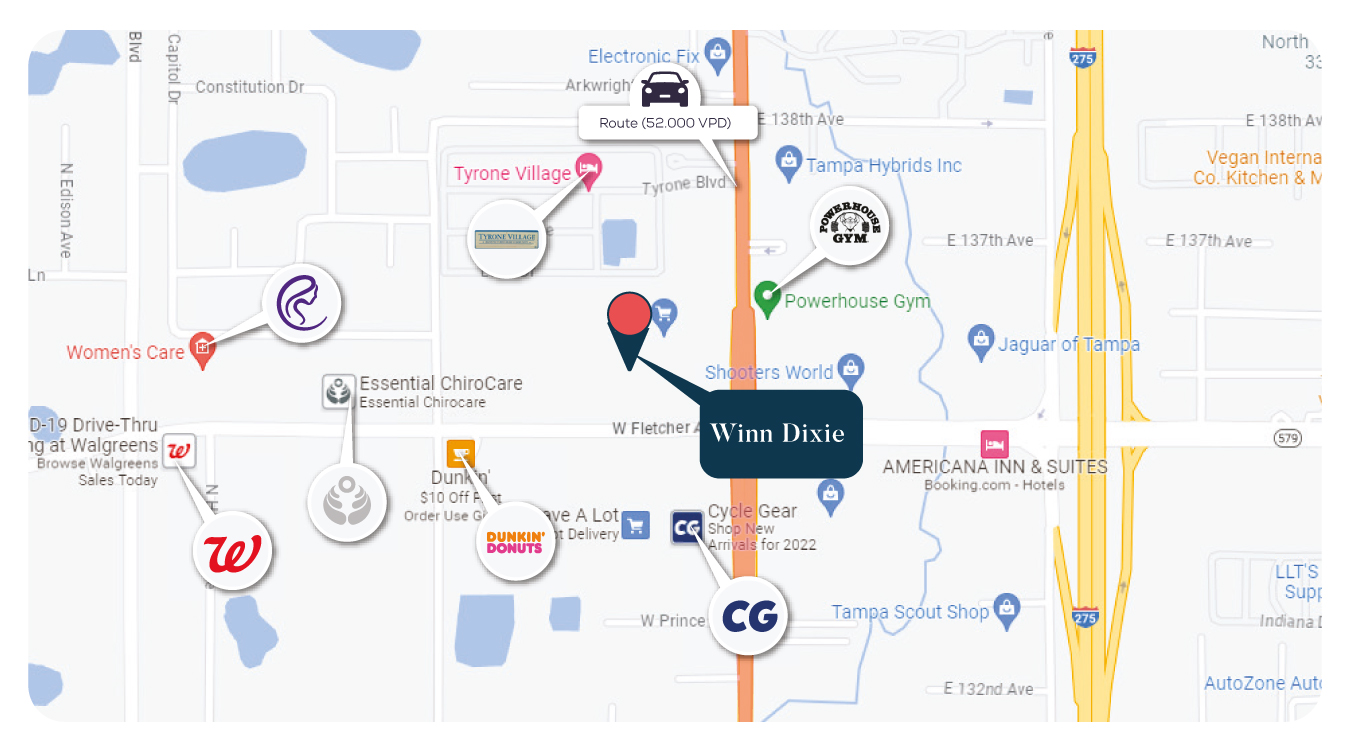 Blvd
Capitol Dr
Constitution Dr
Electronic Fix
Arkwright
Route (52.000 VPD)
275
North
E 138th Ave
E 138th Av
N Edison Ave
Tyrone Village
Tyrone Blvd
TYRONE VILLAGE
Tampa Hybrids Inc
Vegan Interna
Co. Kitchen & M
POWERHOUSE
GYM
E 137th Ave
E 137th Ave
Ln
Powerhouse Gym
Women's Care
Jaguar of Tampa
Shooters World
Essential ChiroCare
Essential Chirocare
D-19 Drive-Thru
ng at Walgreens
Browse Walgreens
Sales Today
W
W Fletcher A
Winn Dixie
579
AMERICANA INN & SUITES
Booking.com - Hotels
Dunkin'
$10 Off First
Order Use
ave A Lot
ot Delivery
CG
Cycle Gear
Shop New
Arrivals for 2022
W
DUNKIN'
DONUTS
CG
W Prince
Tampa Scout Shop
275
LLT'S
Supp
Indiana D
E 132nd Ave
AutoZone Auto